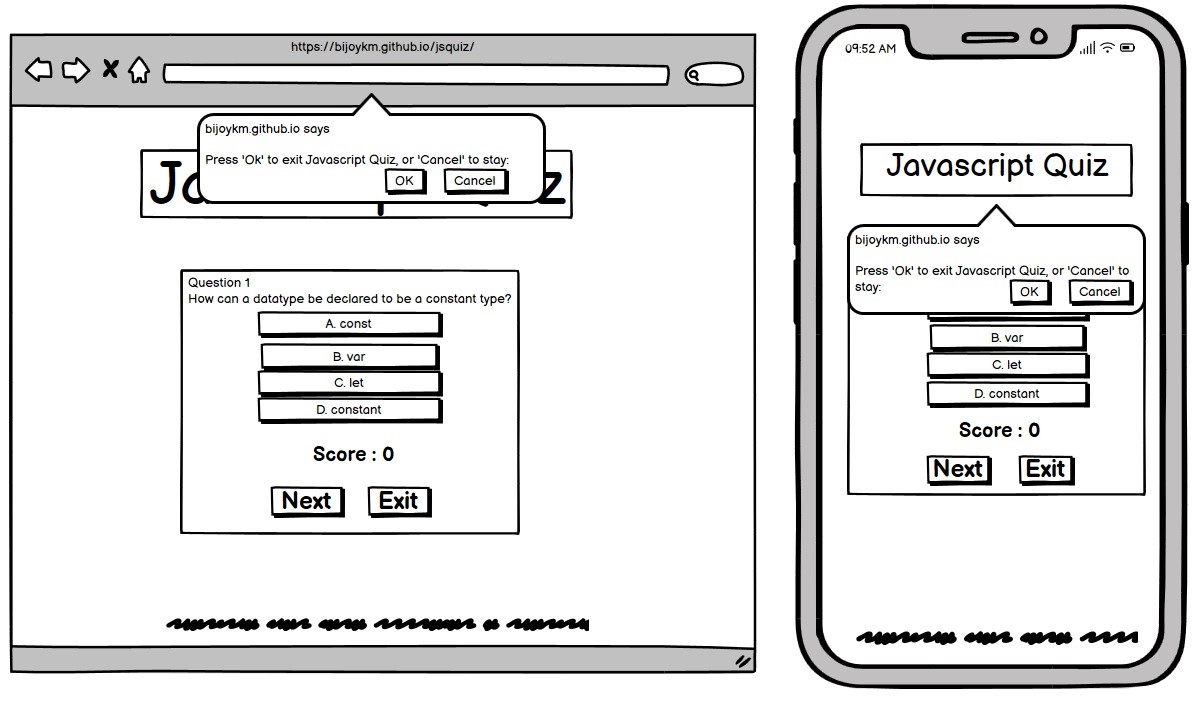 https://bijoykm.github.io/jsquiz/
bijoykm.github.io says
Press 'Ok' to exit Javascript Quiz, or 'Cancel' to stay:
OK Cancel
Question 1
How can a datatype be declared to be a constant type?
A. const
B. var
C. let
D. constant
Score : 0
Next Exit
09:52 AM
Javascript Quiz
bijoykm.github.io says
Press 'Ok' to exit Javascript Quiz, or 'Cancel' to
stay:
OK Cancel
B. var
C. let
D. constant
Score : 0
Next Exit